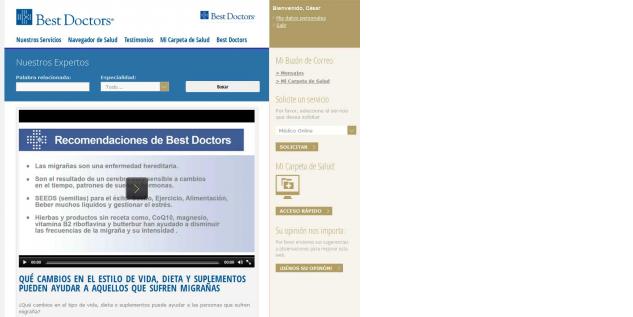 Best Doctors®
Best Doctors
Nuestros Servicios Navegador de Salud Testimonios Mi Carpeta de Salud Best Doctors
Nuestros Expertos
Palabra relacionada:
Especialidad:
Todo...
Buscar
Recomendaciones de Best Doctors
• Las migrañas son una enfermedad hereditaria.
• Son el resultado de un cerebro sensible a cambios
en el tiempo, patrones de hormonas.
• SEEDS (semillas) para el Ejercicio, Alimentación,
Beber muchos líquidos y gestionar el estrés.
• Hierbas y productos sin receta como, CoQ10, magnesio,
vitamina B2 riboflavina y butterbur han ayudado a disminuir
las frecuencias de la migraña y su intensidad .
00:00 00:00
QUÉ CAMBIOS EN EL ESTILO DE VIDA, DIETA Y SUPLEMENTOS
PUEDEN AYUDAR A AQUELLOS QUE SUFREN MIGRAÑAS
¿Qué cambios en el tipo de vida, dieta o suplementos puede ayudar a las personas que sufren
migraña?
Bienvenido, César
> Mis datos personales
> Salir
Mi Buzón de Correo
> Mensajes
> Mi Carpeta de Salud
Solicite un servicio
Por favor, seleccione el servicio
que desea solicitar
Médico Online
SOLICITAR >
Mi Carpeta de Salud
ACCESO RÁPIDO >
Su opinión nos importa:
Por favor envíenos sus sugerencias
u observaciones para mejorar esta
web.
¡DÉNOS SU OPINIÓN! >